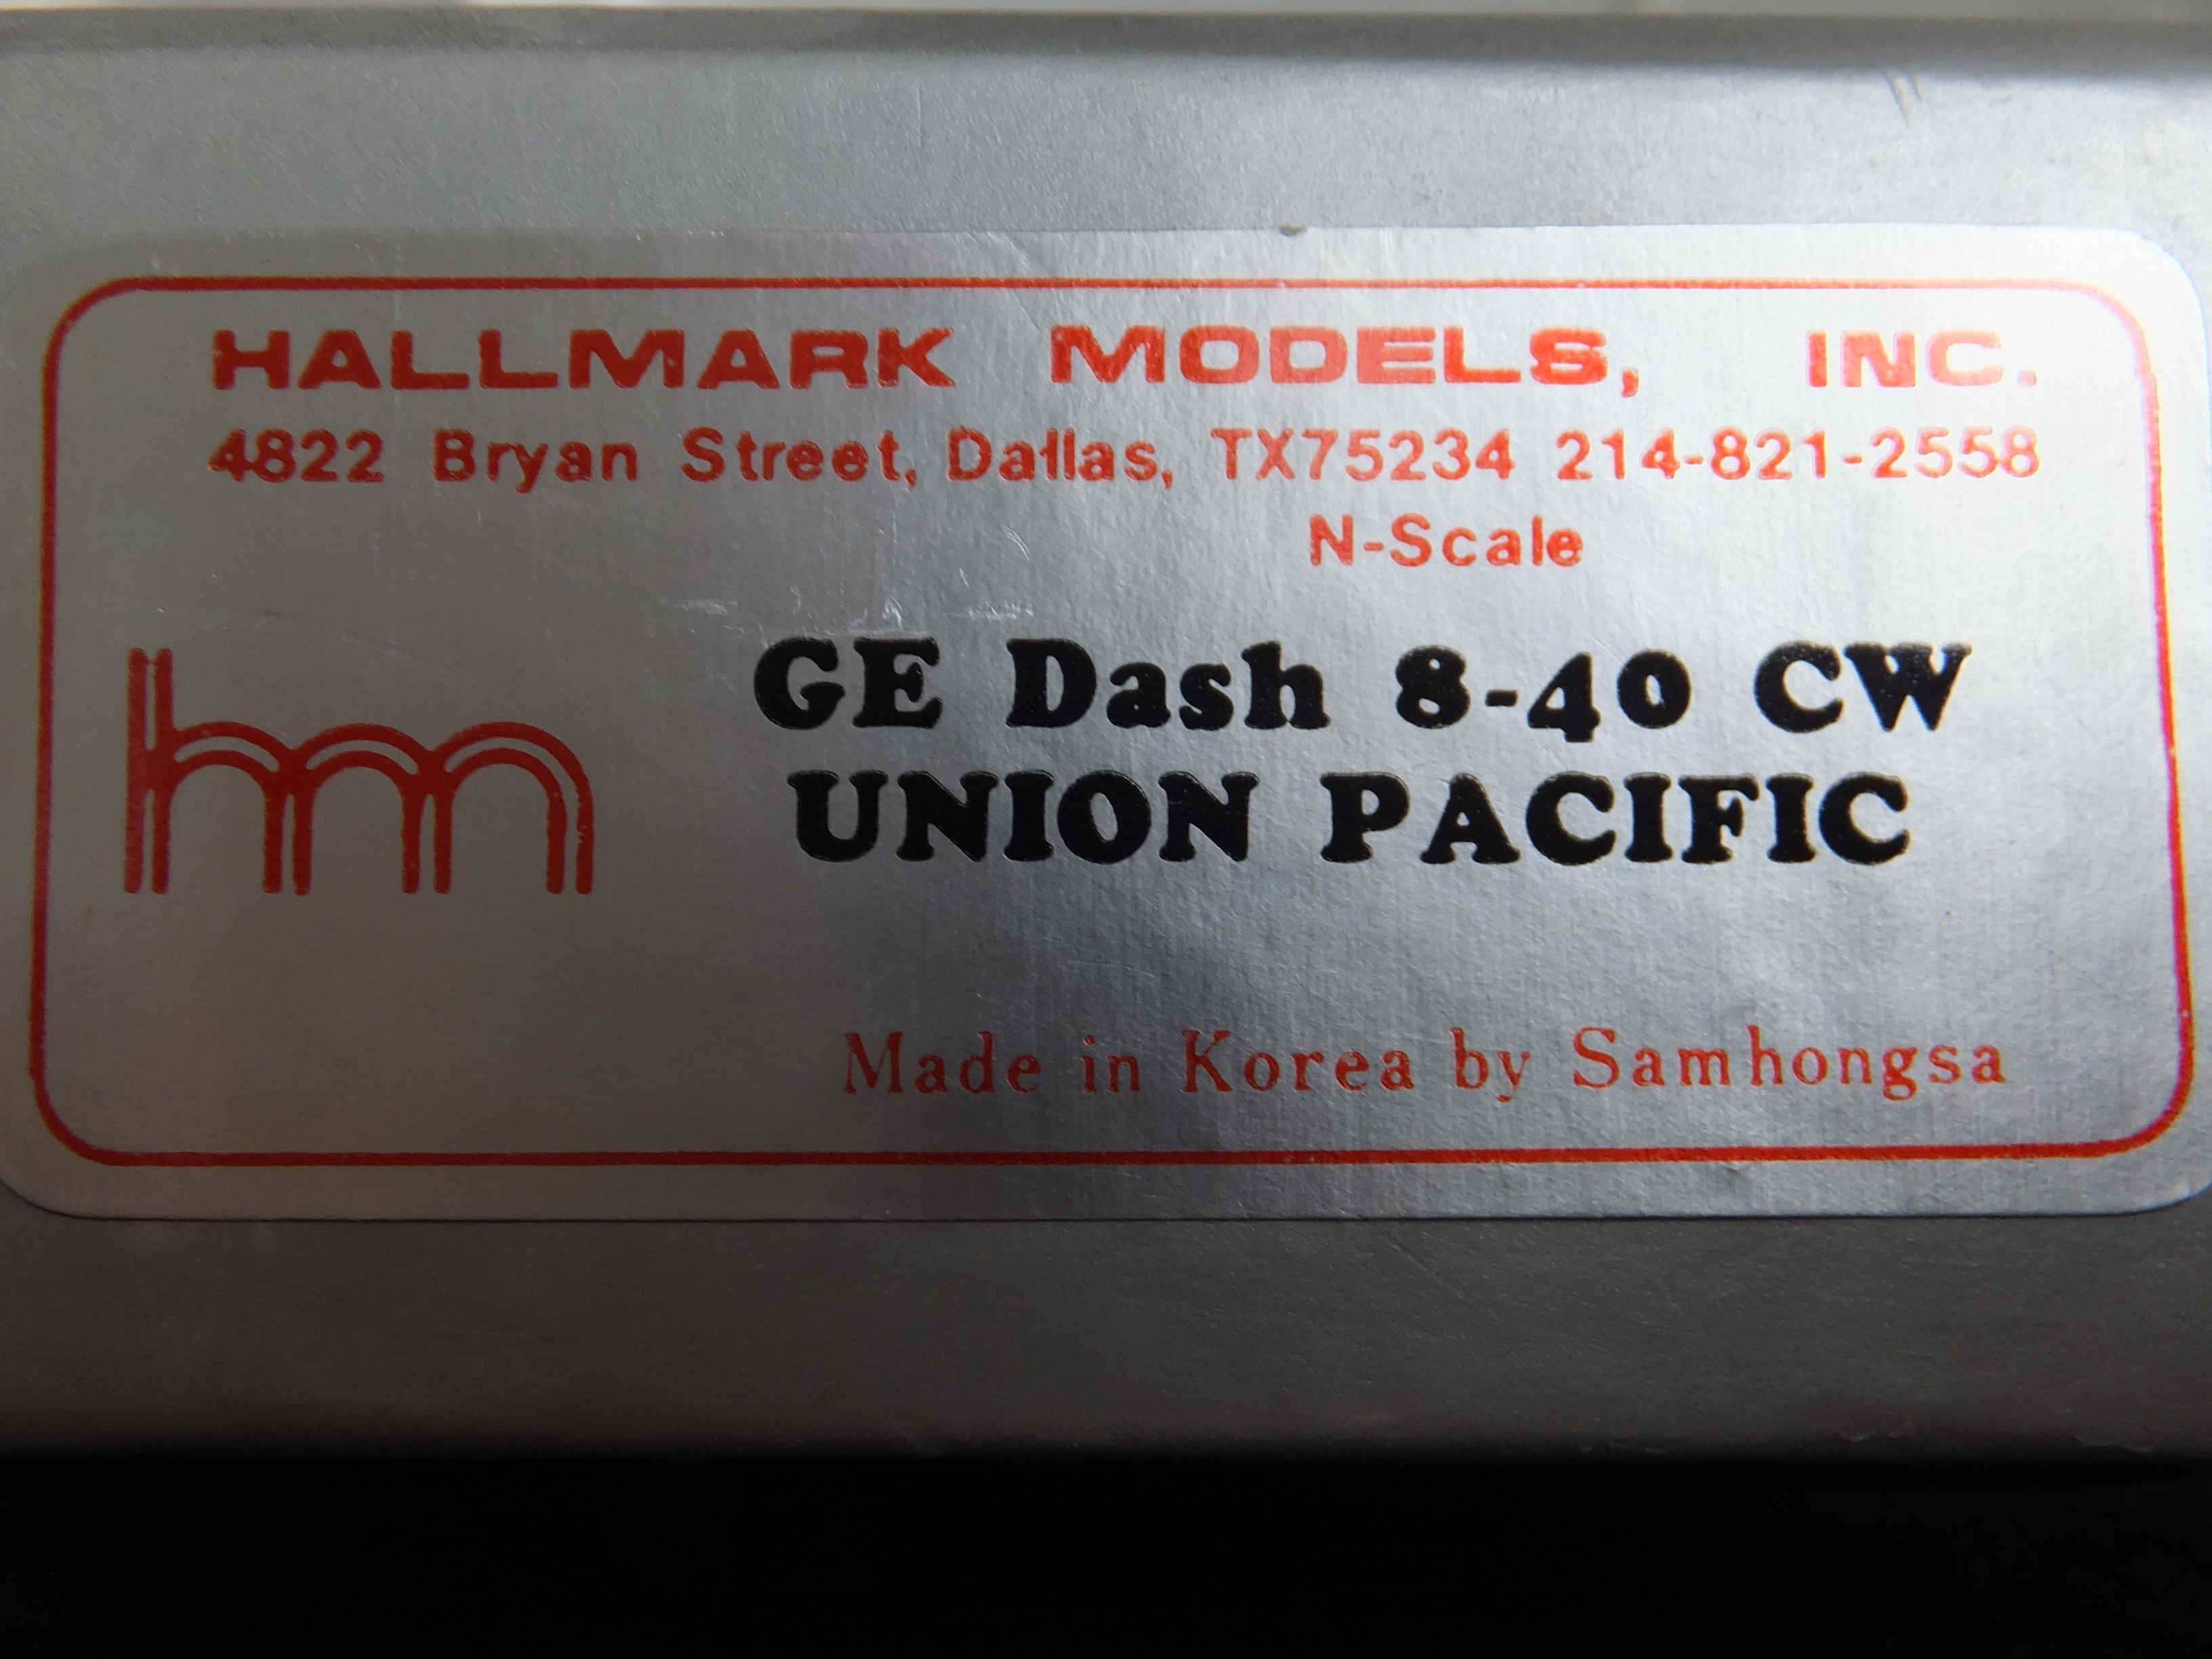 HALLMARK MODELS, INC.
4822 Bryan Street, Dallas, TX75234 214-821-2558
N-Scale
hm
GE Dash 8-40 CW
UNION PACIFIC
Made in Korea by Samhongsa